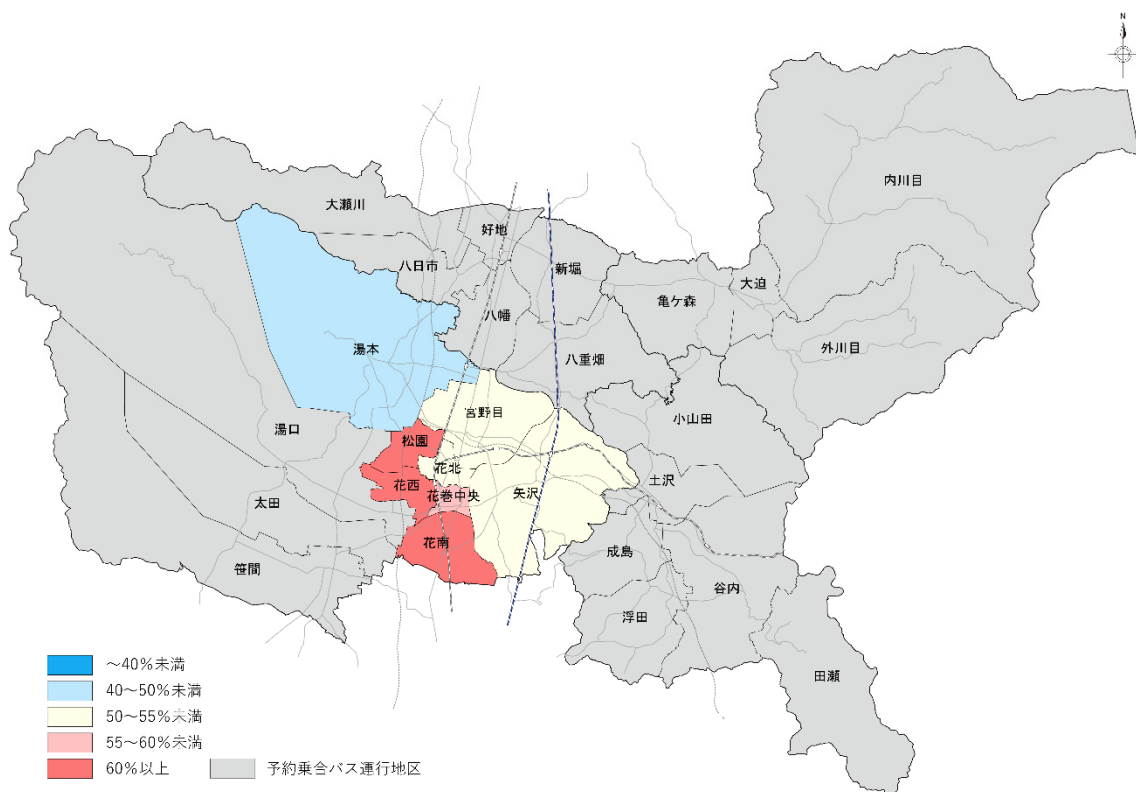 N
内川目
大瀬川
好地
八日市
新堀
大迫
亀ケ森
八幡
外川目
湯本
八重畑
宮野目
小山田
湯口
松園
花北
土沢
花西
花巻中央
矢沢
太田
花南
成島
笹間
谷内
浮田
田瀬
～40%未満
40～50%未満
50～55%未満
55～60%未満
60%以上 予約乗合バス運行地区